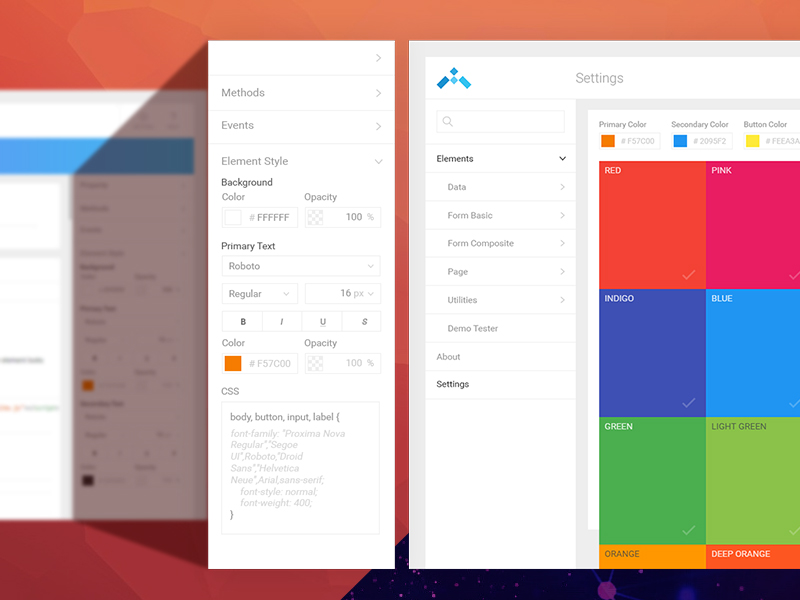 Methods
Events
Element Style
Background
Color
Opacity
# FFFFFF
100 %
Primary Text
Roboto
Regular
16 px
B
I
U
S
Color
Opacity
# F57C00
100 %
CSS
body, button, input, label {
font-family: "Proxima Nova
Regular","Segoe
UI",Roboto,"Droid
Sans","Helvetica
Neue",Arial,sans-serif;
font-style: normal;
font-weight: 400;
}
Settings
Elements
Data
Form Basic
Form Composite
Page
Utilities
Demo Tester
About
Settings
Primary Color
Secondary Color
Button Color
# F57C00
# 2095F2
# FEEA3A
RED
PINK
INDIGO
BLUE
GREEN
LIGHT GREEN
ORANGE
DEEP ORANGE